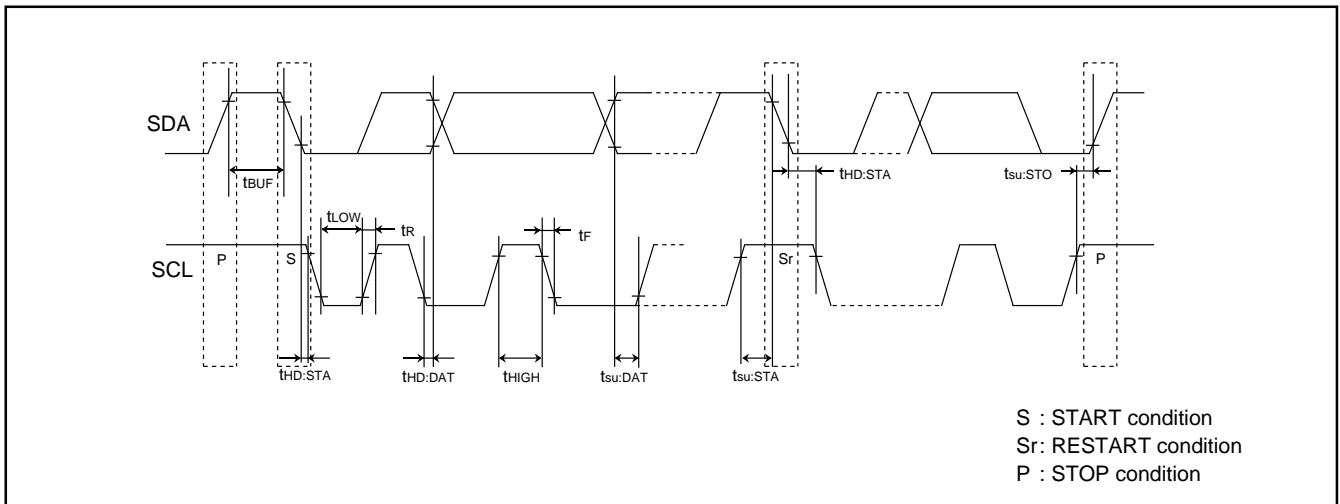 SDA
tBUF
tHD:STA
tsu:STO
tLOW
tR
tF
SCL
P
S
Sr
P
tHD:STA
tHD:DAT
tHIGH
tsu:DAT
tsu:STA
S : START condition
Sr: RESTART condition
P : STOP condition